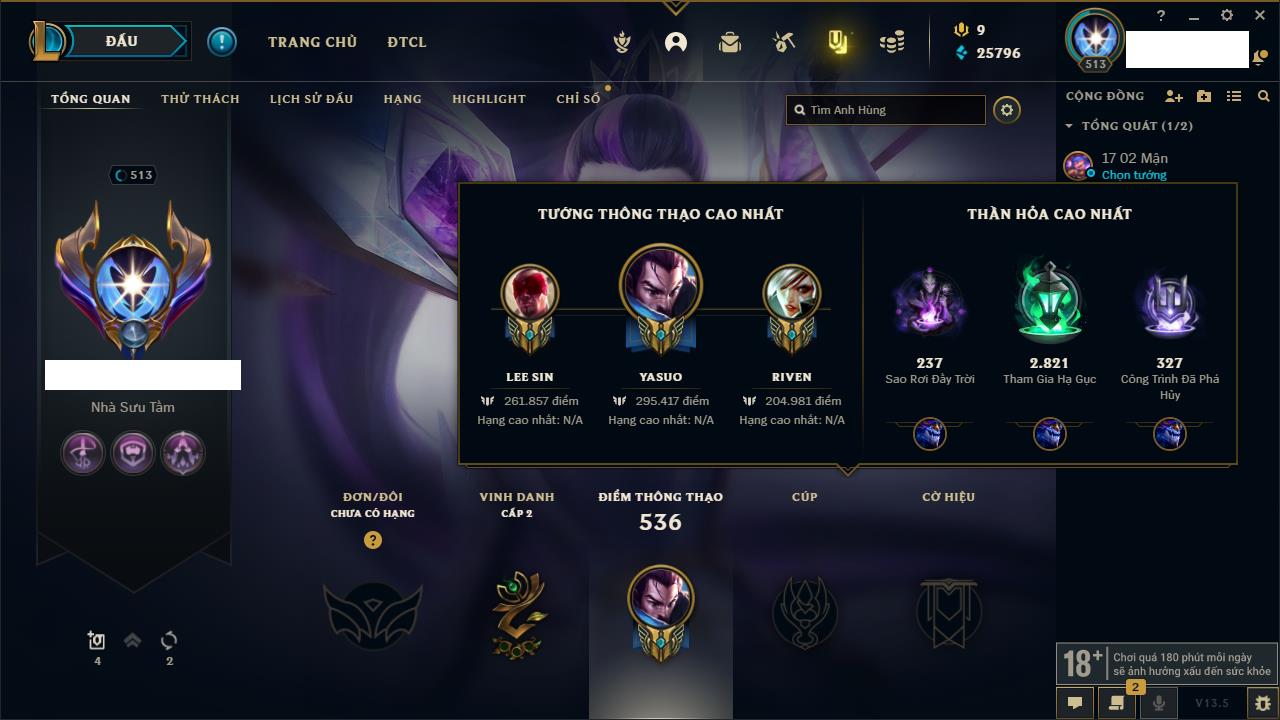 ĐẤU
TRANG CHỦ
ĐTCL
9
25796
?
513
TỔNG QUAN
THỬ THÁCH
LỊCH SỬ ĐẤU
HẠNG
HIGHLIGHT
CHỈ SỐ
Tìm Anh Hùng
CỘNG ĐỒNG
TỔNG QUÁT (1/2)
17 02 Mận
Chọn tướng
513
Nhà Sưu Tầm
4
2
TƯỚNG THÔNG THẠO CAO NHẤT
LEE SIN
261.857 điểm
Hạng cao nhất: N/A
YASUO
295.417 điểm
Hạng cao nhất: N/A
RIVEN
204.981 điểm
Hạng cao nhất: N/A
THẦN HỎA CAO NHẤT
237
Sao Rơi Đầy Trời
2.821
Tham Gia Hạ Gục
327
Công Trình Đã Phá
Hủy
ĐƠN/ĐÔI
CHƯA CÓ HẠNG
?
VINH DANH
CẤP 2
ĐIỂM THÔNG THẠO
536
CÚP
CỜ HIỆU
18+
Chơi quá 180 phút mỗi ngày
sẽ ảnh hưởng xấu đến sức khỏe
2
V13.5